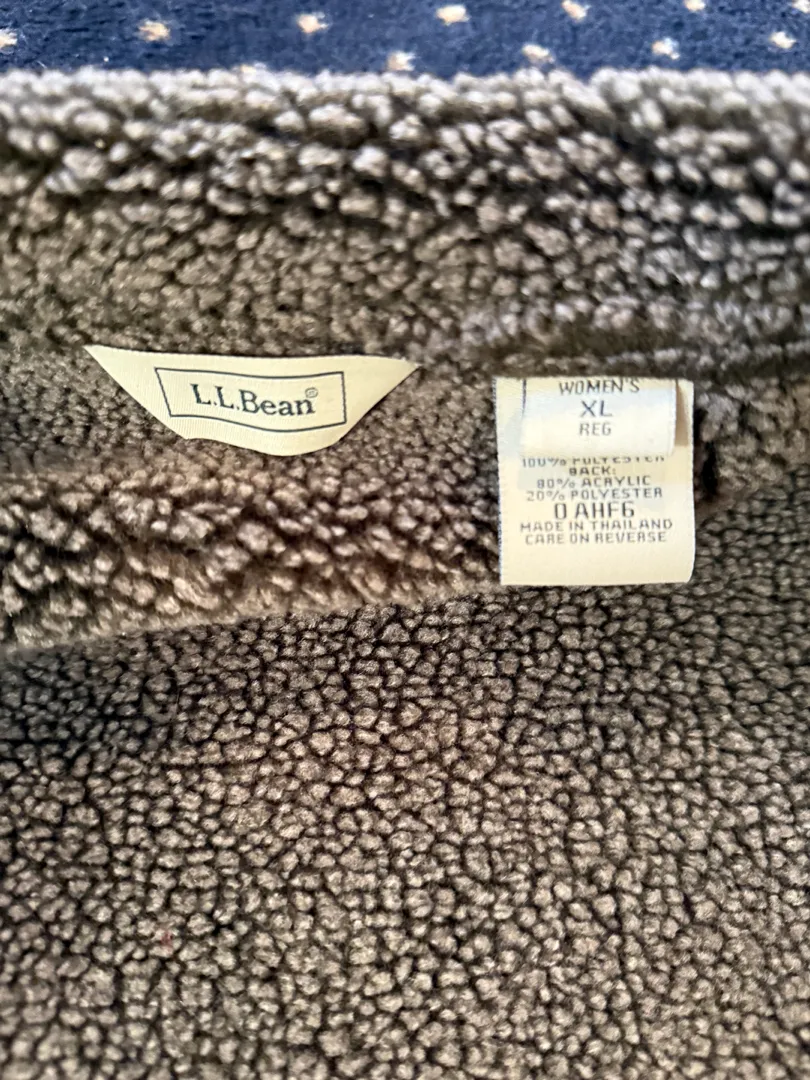 L.L.Bean®
WOMEN'S
XL
REG
100% POLYESTER
BACK:
80% ACRYLIC
20% POLYESTER
0 AHF6
MADE IN THAILAND
CARE ON REVERSE